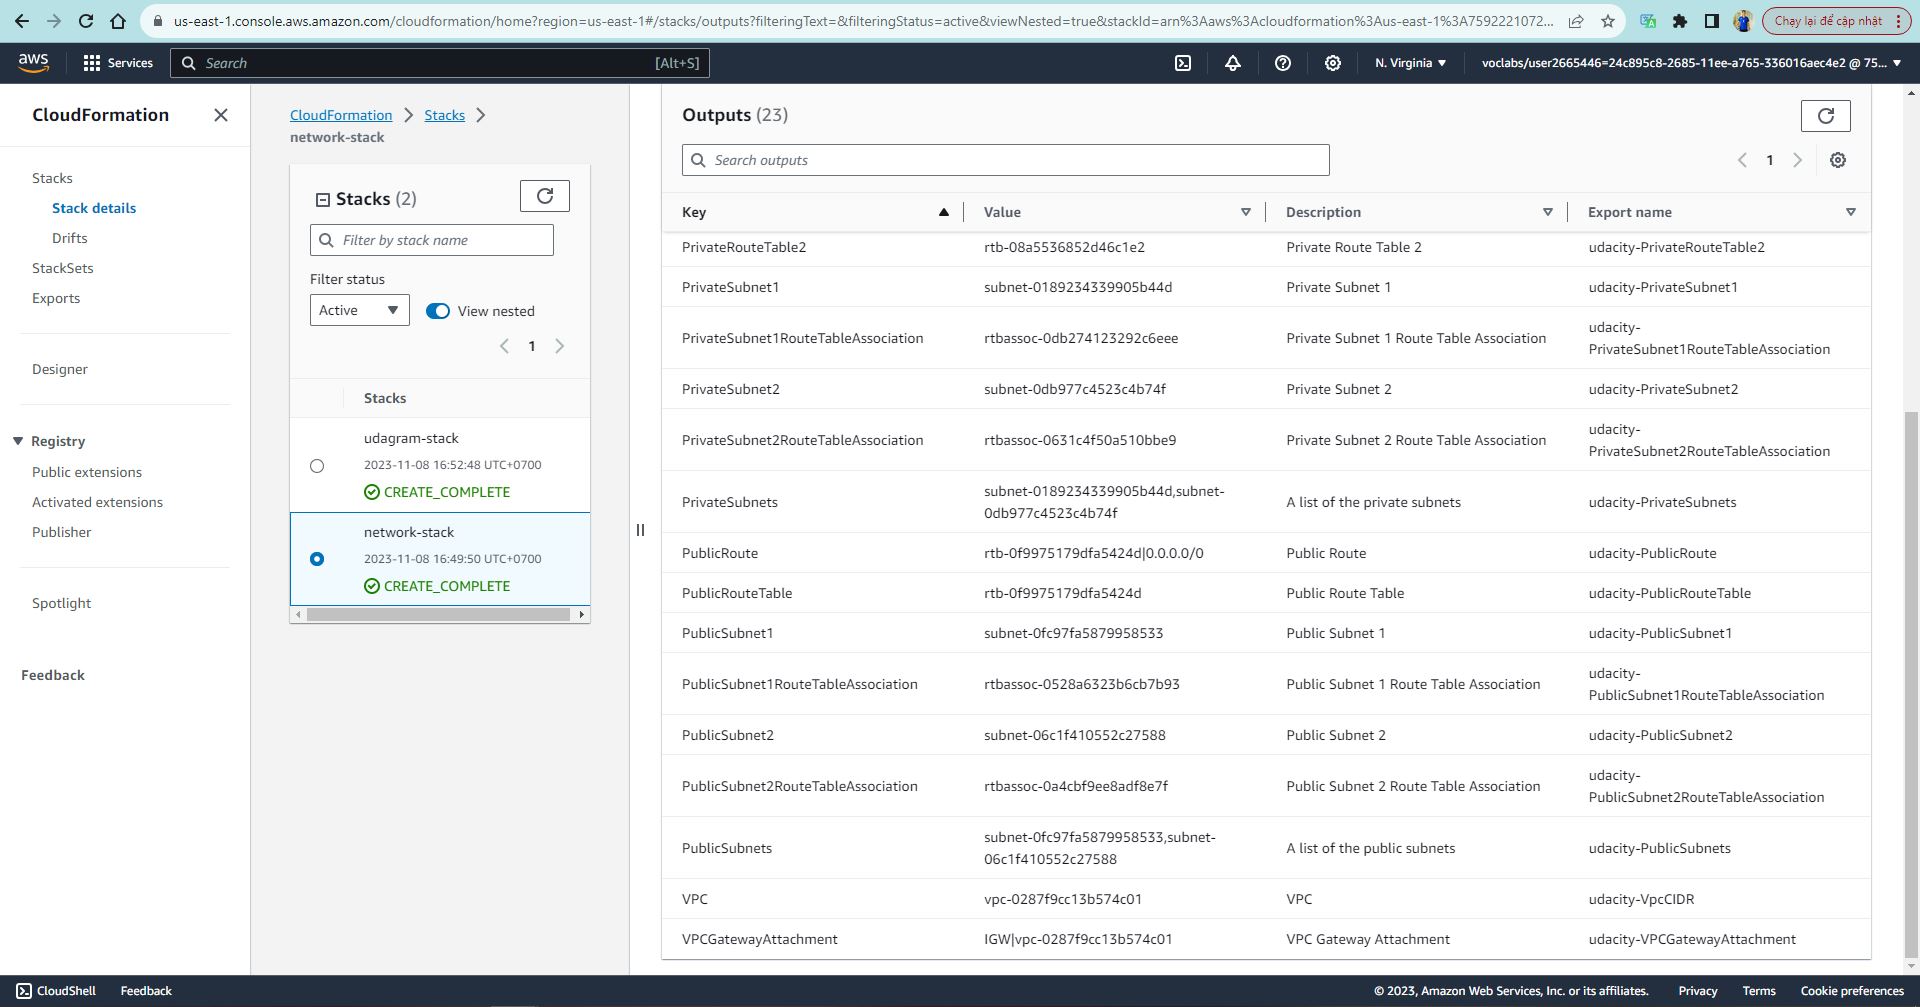 us-east-1.console.aws.amazon.com/cloudformation/home?region=us-east-1#/stacks/outputs?filteringText=&filteringStatus=active&viewNested=true&stackId=arn%3Aaws%3Acloudformation%3Aus-east-1%3A7592221072...
Chạy lại để cập nhật
aws
Services
Search
[Alt+S]
N. Virginia
voclabs/user2665446=24c895c8-2685-11ee-a765-336016aec4e2 @ 75...
CloudFormation
Stacks
Stack details
Drifts
StackSets
Exports
Designer
Registry
Public extensions
Activated extensions
Publisher
Spotlight
Feedback
CloudFormation
Stacks
network-stack
Stacks (2)
Filter by stack name
Filter status
Active
View nested
1
Stacks
udagram-stack
2023-11-08 16:52:48 UTC+0700
CREATE_COMPLETE
network-stack
2023-11-08 16:49:50 UTC+0700
CREATE_COMPLETE
Outputs (23)
Search outputs
1
Key Value Description Export name
PrivateRouteTable2 rtb-08a5536852d46c1e2 Private Route Table 2 udacity-PrivateRouteTable2
PrivateSubnet1 subnet-0189234339905b44d Private Subnet 1 udacity-PrivateSubnet1
PrivateSubnet1RouteTableAssociation rtbassoc-0db274123292c6eee Private Subnet 1 Route Table Association udacity-
PrivateSubnet1RouteTableAssociation
PrivateSubnet2 subnet-0db977c4523c4b74f Private Subnet 2 udacity-PrivateSubnet2
PrivateSubnet2RouteTableAssociation rtbassoc-0631c4f50a510bbe9 Private Subnet 2 Route Table Association udacity-
PrivateSubnet2RouteTableAssociation
PrivateSubnets subnet-0189234339905b44d,subnet-
0db977c4523c4b74f A list of the private subnets udacity-PrivateSubnets
PublicRoute rtb-0f9975179dfa5424d|0.0.0.0/0 Public Route udacity-PublicRoute
PublicRouteTable rtb-0f9975179dfa5424d Public Route Table udacity-PublicRouteTable
PublicSubnet1 subnet-0fc97fa5879958533 Public Subnet 1 udacity-PublicSubnet1
PublicSubnet1RouteTableAssociation rtbassoc-0528a6323b6cb7b93 Public Subnet 1 Route Table Association udacity-
PublicSubnet1RouteTableAssociation
PublicSubnet2 subnet-06c1f410552c27588 Public Subnet 2 udacity-PublicSubnet2
PublicSubnet2RouteTableAssociation rtbassoc-0a4cbf9ee8adf8e7f Public Subnet 2 Route Table Association udacity-
PublicSubnet2RouteTableAssociation
PublicSubnets subnet-0fc97fa5879958533,subnet-
06c1f410552c27588 A list of the public subnets udacity-PublicSubnets
VPC vpc-0287f9cc13b574c01 VPC udacity-VpcCIDR
VPCGatewayAttachment IGW|vpc-0287f9cc13b574c01 VPC Gateway Attachment udacity-VPCGatewayAttachment
CloudShell
Feedback
© 2023, Amazon Web Services, Inc. or its affiliates.
Privacy
Terms
Cookie preferences